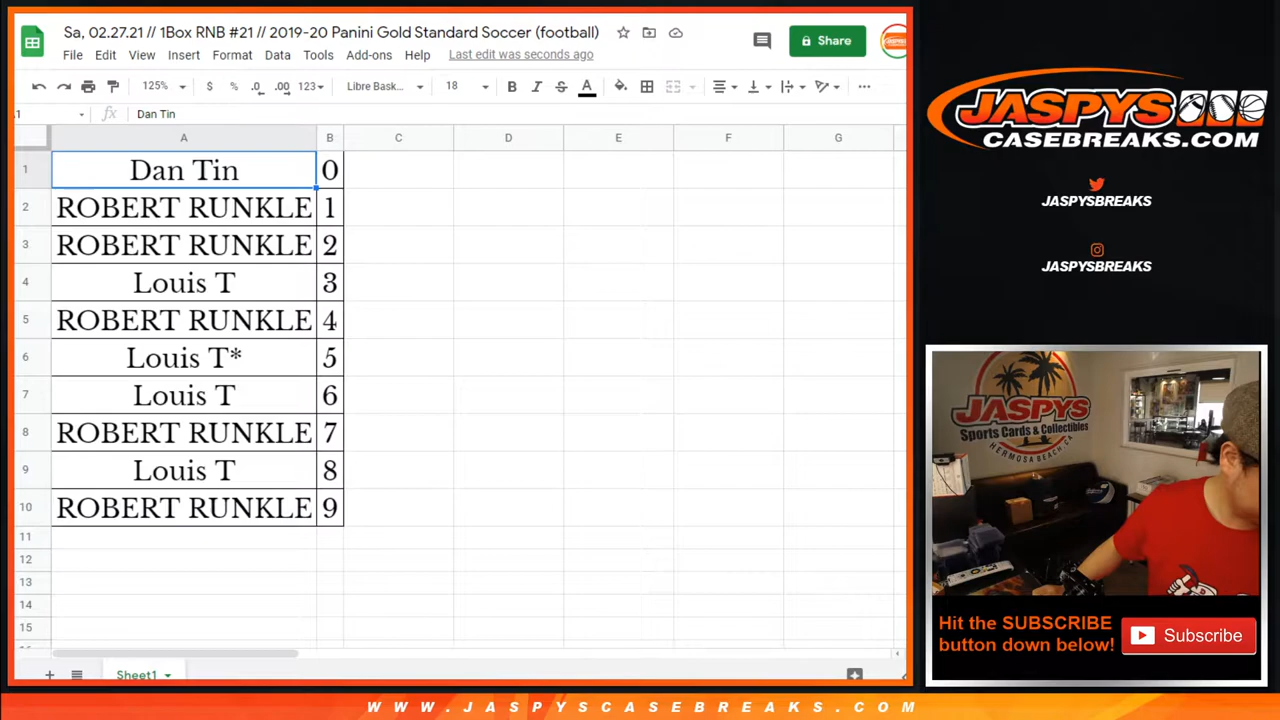 Sa, 02.27.21 // 1Box RNB #21 // 2019-20 Panini Gold Standard Soccer (football)
File Edit View Insert Format Data Tools Add-ons Help Last edit was seconds ago
Share
125% $ % .0 .00 123 Libre Bask... 18 B I S A
1 fx Dan Tin
A B C D E F G
1 Dan Tin 0
2 ROBERT RUNKLE 1
3 ROBERT RUNKLE 2
4 Louis T 3
5 ROBERT RUNKLE 4
6 Louis T* 5
7 Louis T 6
8 ROBERT RUNKLE 7
9 Louis T 8
10 ROBERT RUNKLE 9
11
12
13
14
15
Sheet1
JASPYS
CASEBREAKS.COM
JASPYSBREAKS
JASPYSBREAKS
JASPYS
Sports Cards & Collectibles
HERMOSA BEACH, CA
Hit the SUBSCRIBE
button down below!
Subscribe
WWW.JASPYSCASEBREAKS.COM